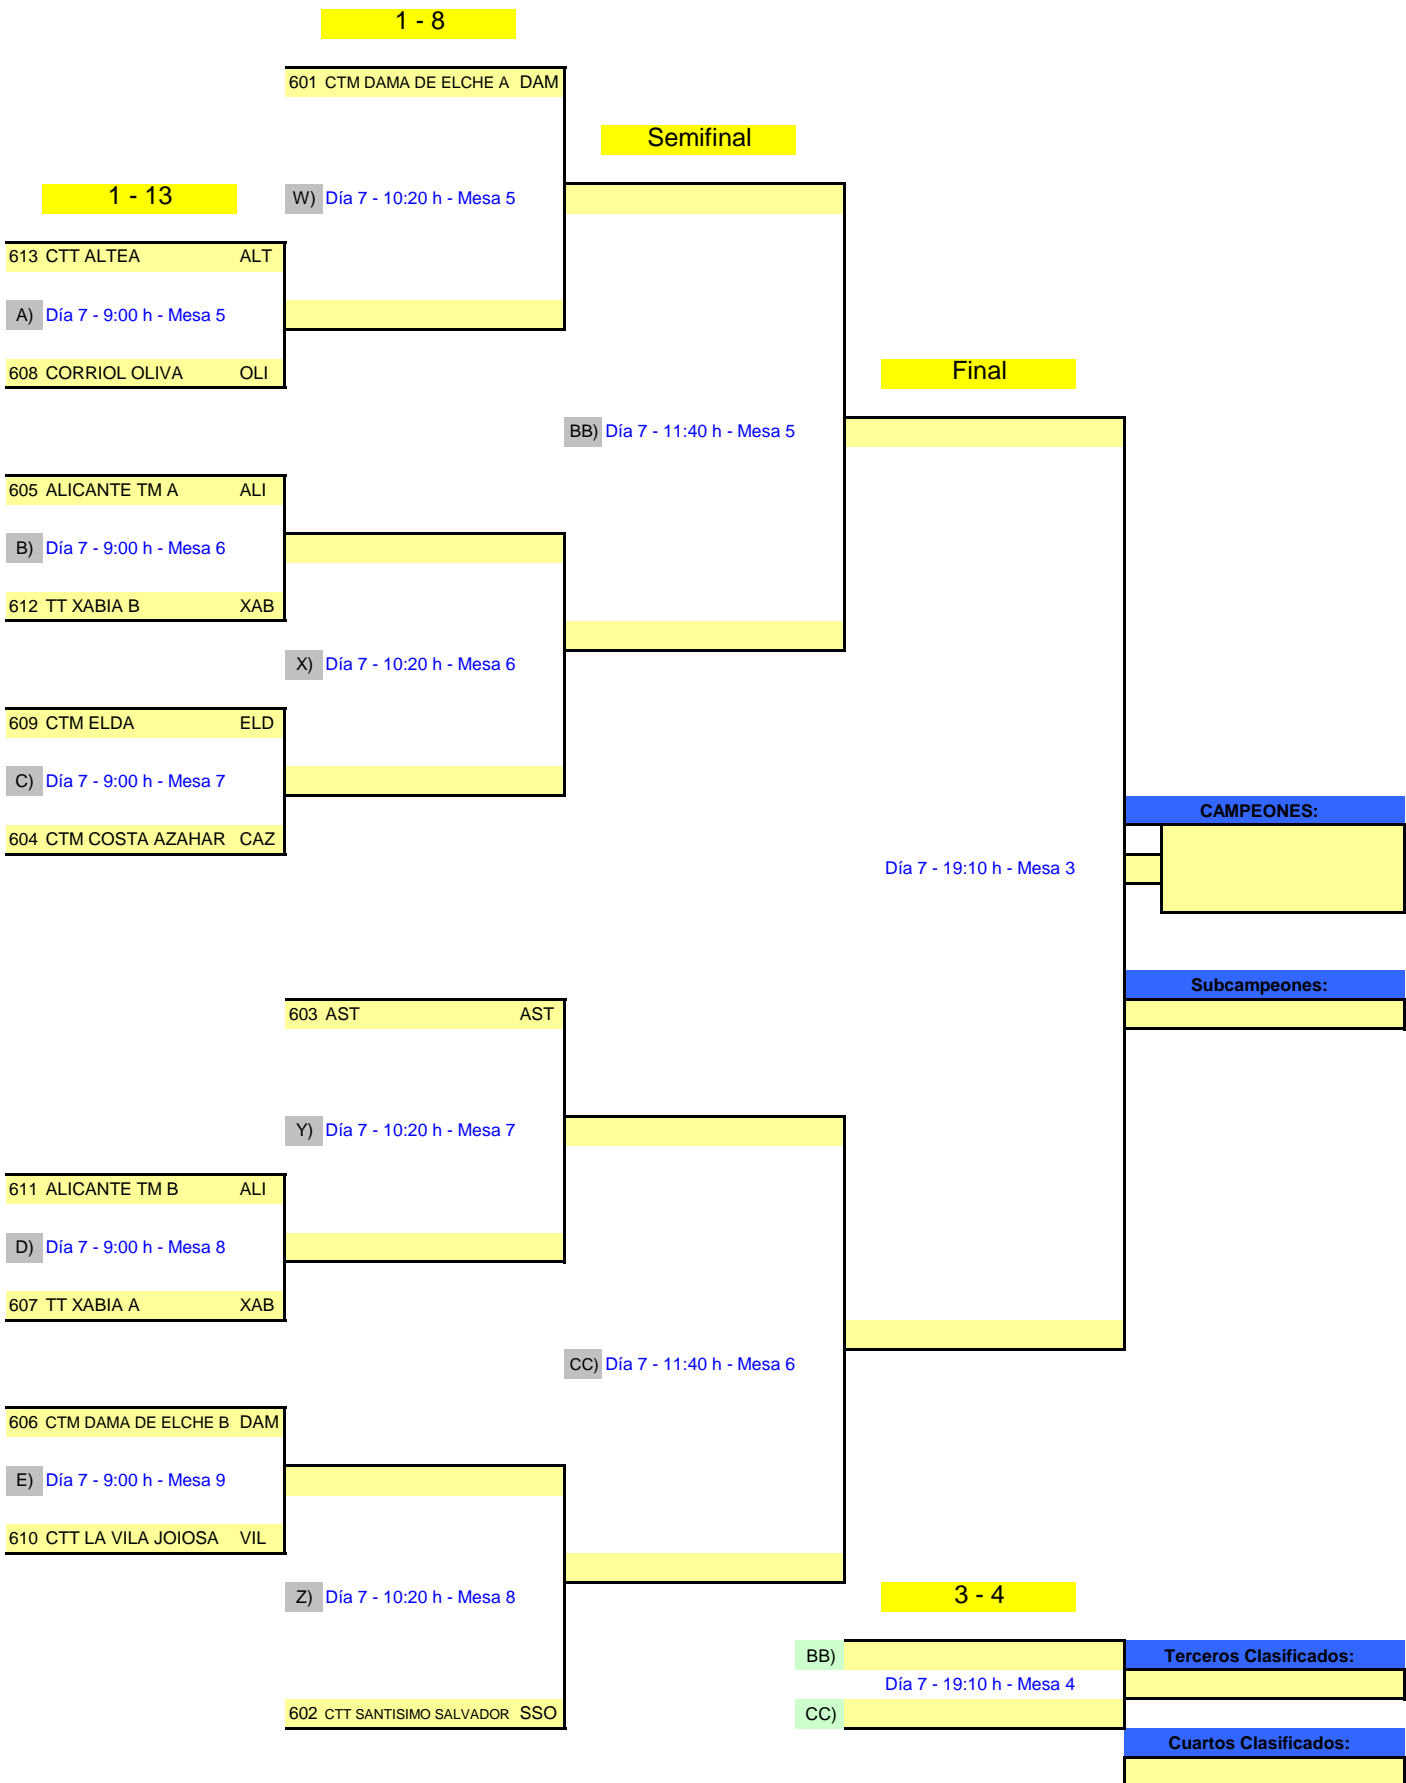 1 - 8
601 CTM DAMA DE ELCHE A DAM
Semifinal
1 - 13
W) Día 7 - 10:20 h - Mesa 5
613 CTT ALTEA ALT
A) Día 7 - 9:00 h - Mesa 5
608 CORRIOL OLIVA OLI
Final
BB) Día 7 - 11:40 h - Mesa 5
605 ALICANTE TM A ALI
B) Día 7 - 9:00 h - Mesa 6
612 TT XABIA B XAB
X) Día 7 - 10:20 h - Mesa 6
609 CTM ELDA ELD
C) Día 7 - 9:00 h - Mesa 7
CAMPEONES:
604 CTM COSTA AZAHAR CAZ
Día 7 - 19:10 h - Mesa 3
Subcampeones:
603 AST AST
Y) Día 7 - 10:20 h - Mesa 7
611 ALICANTE TM B ALI
D) Día 7 - 9:00 h - Mesa 8
607 TT XABIA A XAB
CC) Día 7 - 11:40 h - Mesa 6
606 CTM DAMA DE ELCHE B DAM
E) Día 7 - 9:00 h - Mesa 9
610 CTT LA VILA JOIOSA VIL
Z) Día 7 - 10:20 h - Mesa 8
3 - 4
BB)
Terceros Clasificados:
Día 7 - 19:10 h - Mesa 4
602 CTT SANTISIMO SALVADOR SSO
CC)
Cuartos Clasificados: